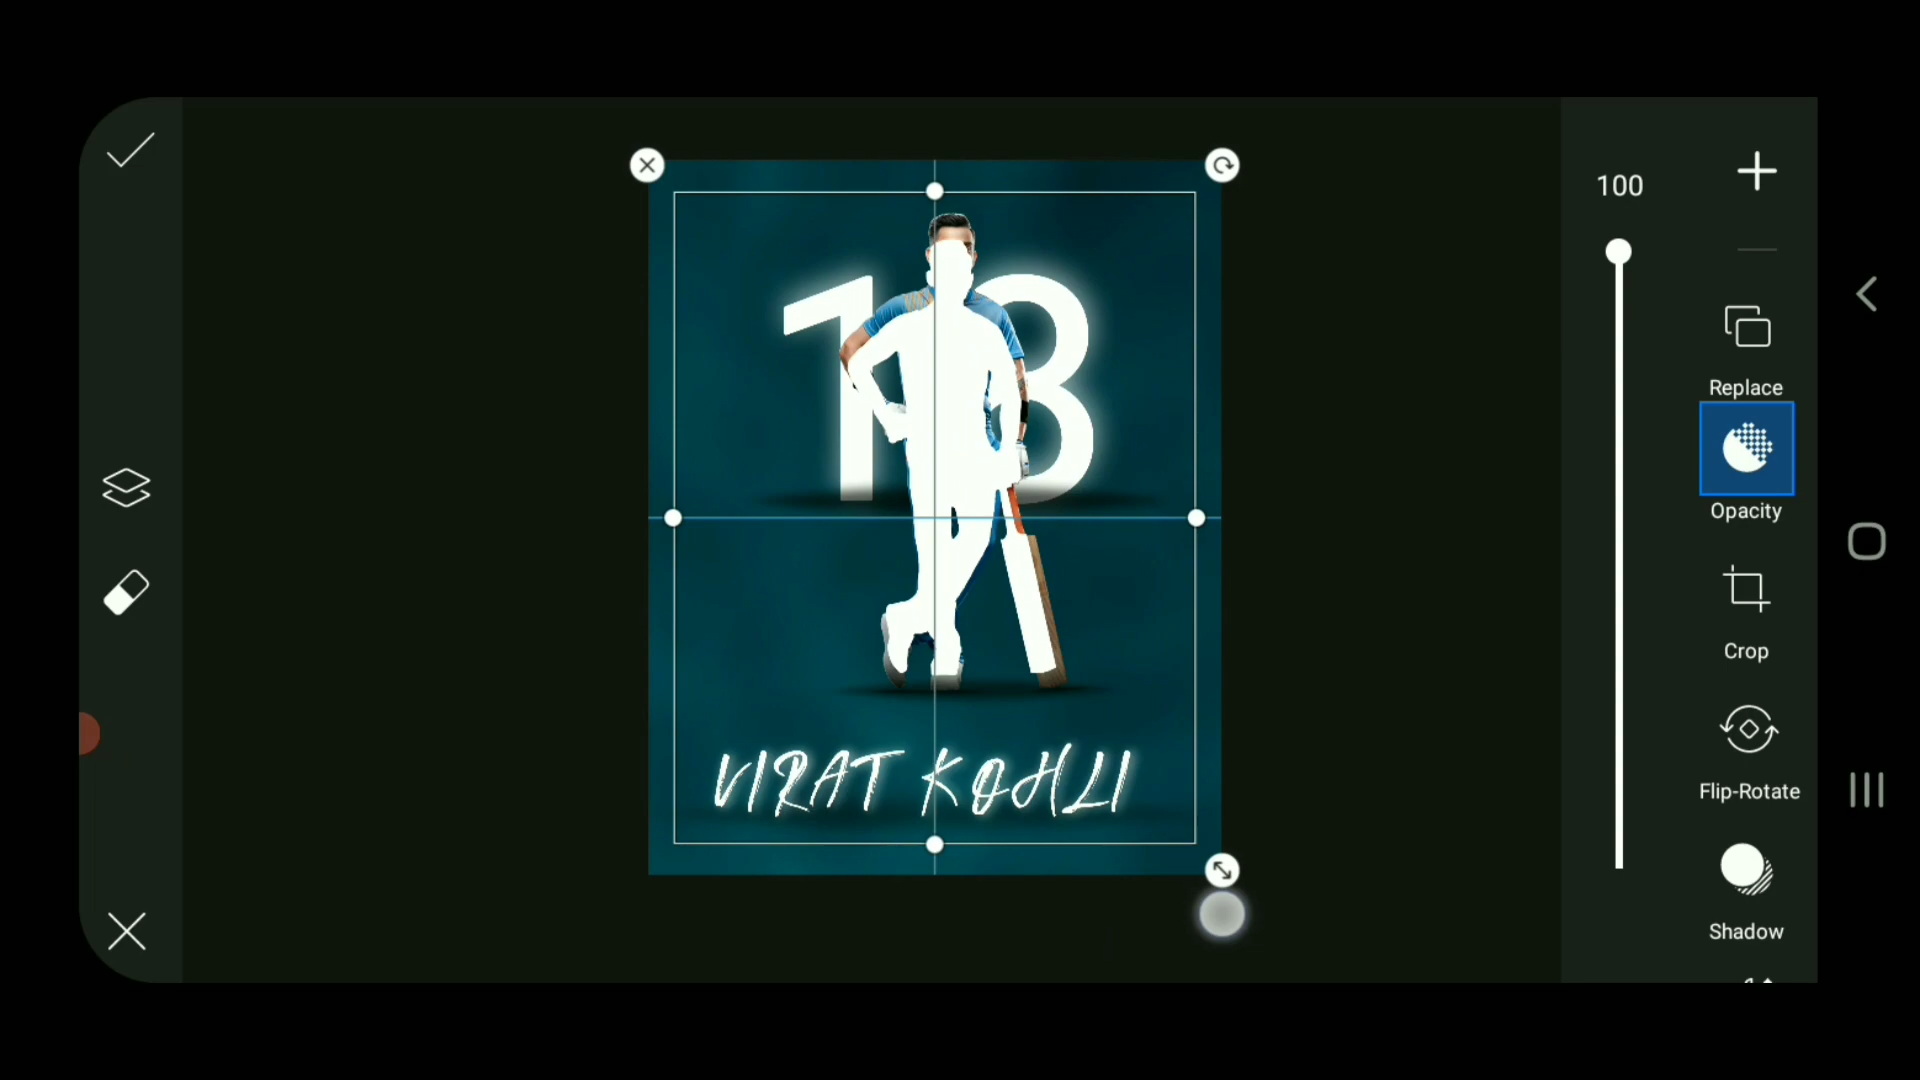 100
18
Replace
Opacity
Crop
Flip-Rotate
Shadow
VIRAT KOHLI